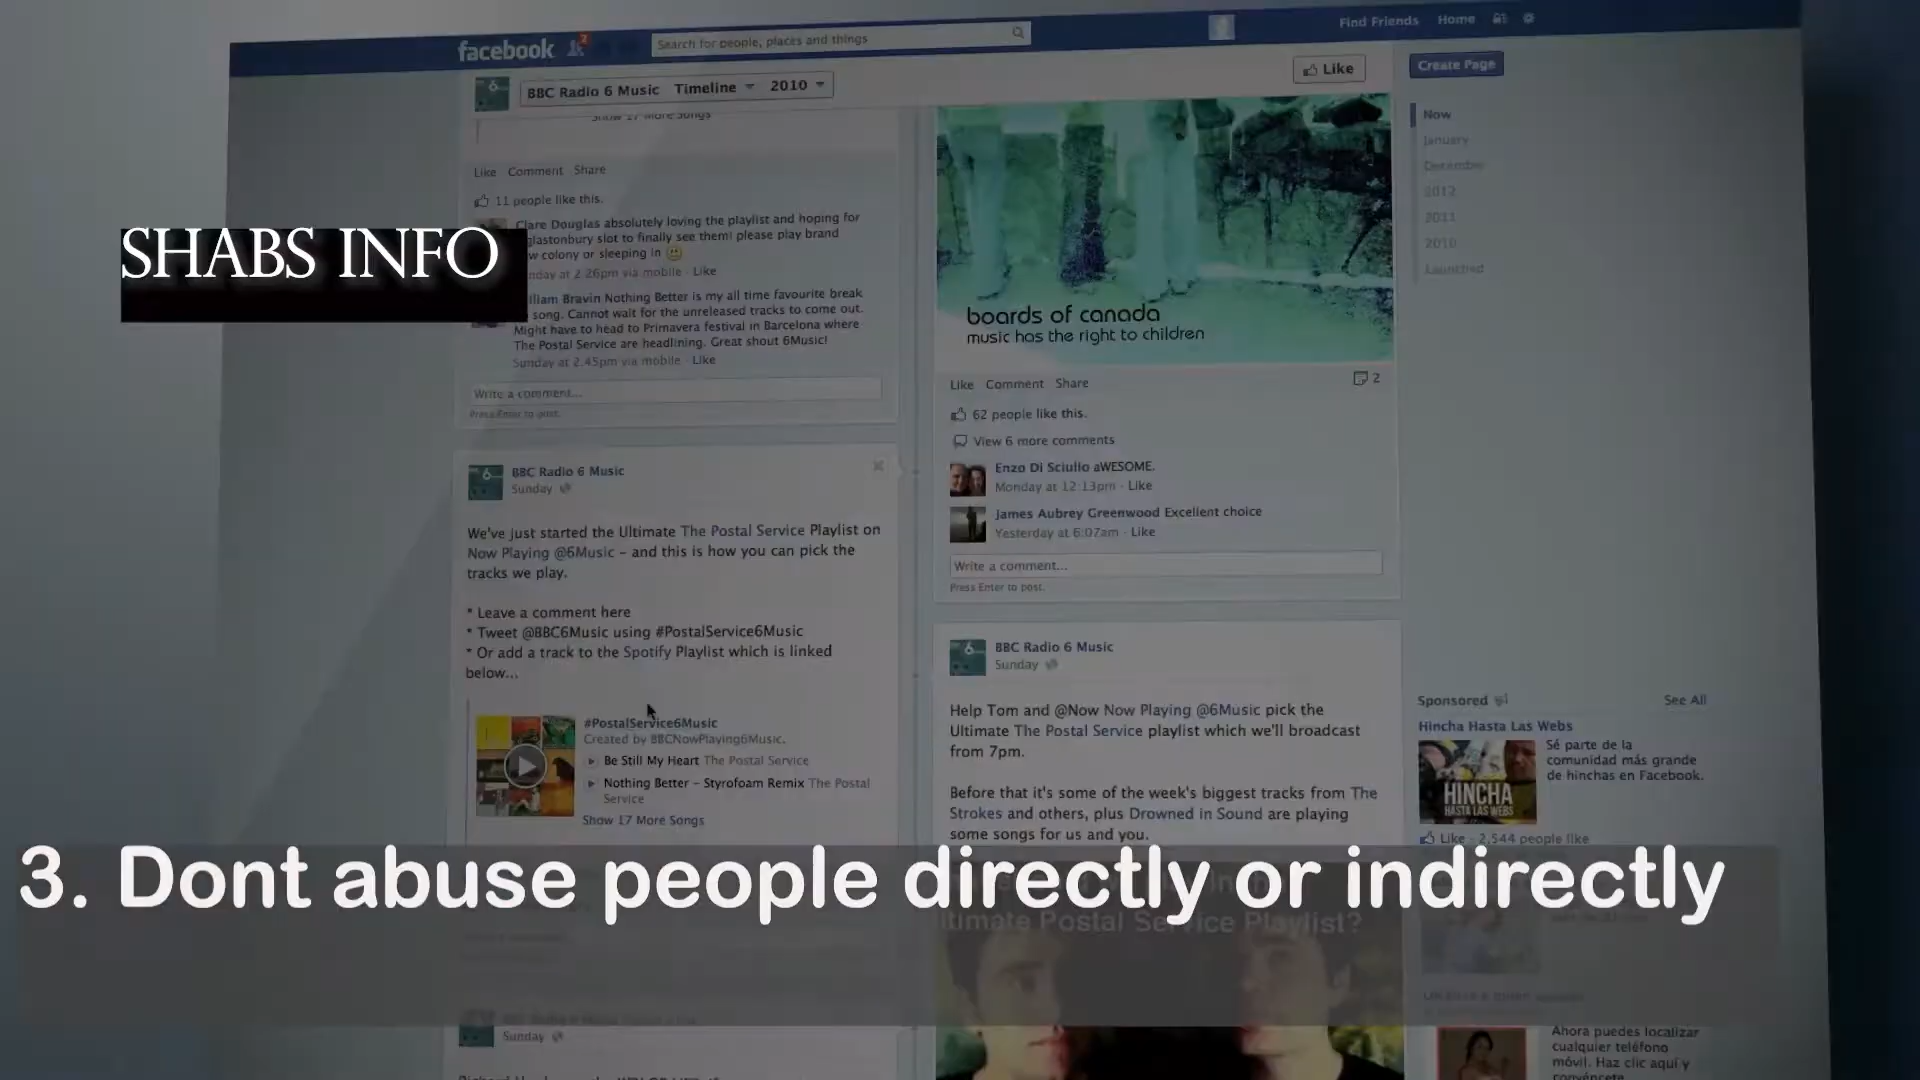 facebook
2
Search for people, places and things
Find Friends
Home
BBC Radio 6 Music
Timeline
2010
Like
Create Page
Show 17 More Songs
Like Comment Share
11 people like this.
Clare Douglas absolutely loving the playlist and hoping for
glastonbury slot to finally see them! please play brand
colony or sleeping in
at 2.26pm via mobile · Like
Bravin Nothing Better is my all time favourite break
song. Cannot wait for the unreleased tracks to come out.
Might have to head to Primavera festival in Barcelona where
The Postal Service are headlining. Great shout 6Music!
Sunday at 2.45pm via mobile · Like
Write a comment...
Press Enter to post.
SHABS INFO
BBC Radio 6 Music
Sunday
We've just started the Ultimate The Postal Service Playlist on
Now Playing @6Music – and this is how you can pick the
tracks we play.
* Leave a comment here
* Tweet @BBC6Music using #PostalService6Music
* Or add a track to the Spotify Playlist which is linked
below...
#PostalService6Music
Created by BBCNowPlaying6Music.
Be Still My Heart The Postal Service
Nothing Better – Styrofoam Remix The Postal
Service
Show 17 More Songs
Sunday
boards of canada
music has the right to children
Like Comment Share
2
62 people like this.
View 6 more comments
Enzo Di Sciullo aWESOME.
Monday at 12:13pm · Like
James Aubrey Greenwood Excellent choice
Yesterday at 6:07am · Like
Write a comment...
Press Enter to post.
BBC Radio 6 Music
Sunday
Help Tom and @Now Now Playing @6Music pick the
Ultimate The Postal Service playlist which we'll broadcast
from 7pm.
Before that it's some of the week's biggest tracks from The
Strokes and others, plus Drowned in Sound are playing
some songs for us and you.
Ultimate Postal Service Playlist?
Now
January
December
2012
2011
2010
Launched
Sponsored
See All
Hincha Hasta Las Webs
HINCHA
HASTA LAS WEBS
Sé parte de la
comunidad más grande
de hinchas en Facebook.
Like · 2,544 people like
Ahora puedes localizar
cualquier teléfono
móvil. Haz clic aquí y
convéncete
3. Dont abuse people directly or indirectly